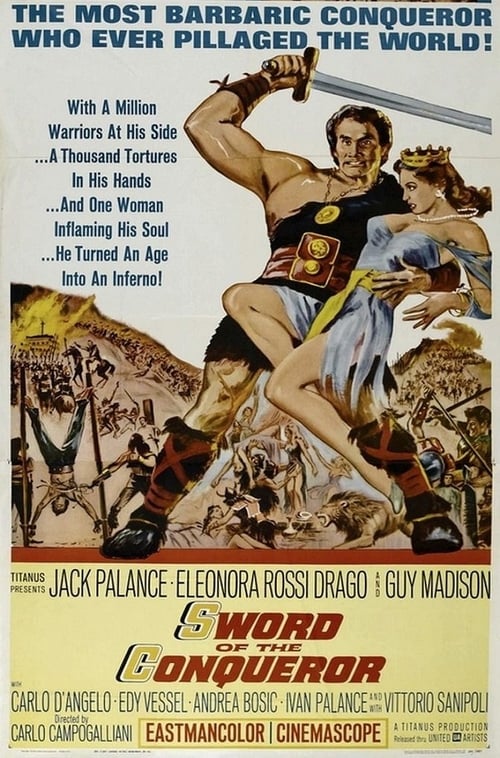 THE MOST BARBARIC CONQUEROR
WHO EVER PILLAGED THE WORLD!
With A Million
Warriors At His Side
...A Thousand Tortures
In His Hands
...And One Woman
Inflaming His Soul
...He Turned An Age
Into An Inferno!
TITANUS
PRESENTS
JACK PALANCE · ELEONORA ROSSI DRAGO AND GUY MADISON
SWORD
OF THE
CONQUEROR
WITH
CARLO D'ANGELO · EDY VESSEL · ANDREA BOSIC · IVAN PALANCE AND WITH VITTORIO SANIPOLI
Directed by
CARLO CAMPOGALLIANI
EASTMANCOLOR | CINEMASCOPE
A TITANUS PRODUCTION
Released thru UNITED UA ARTISTS